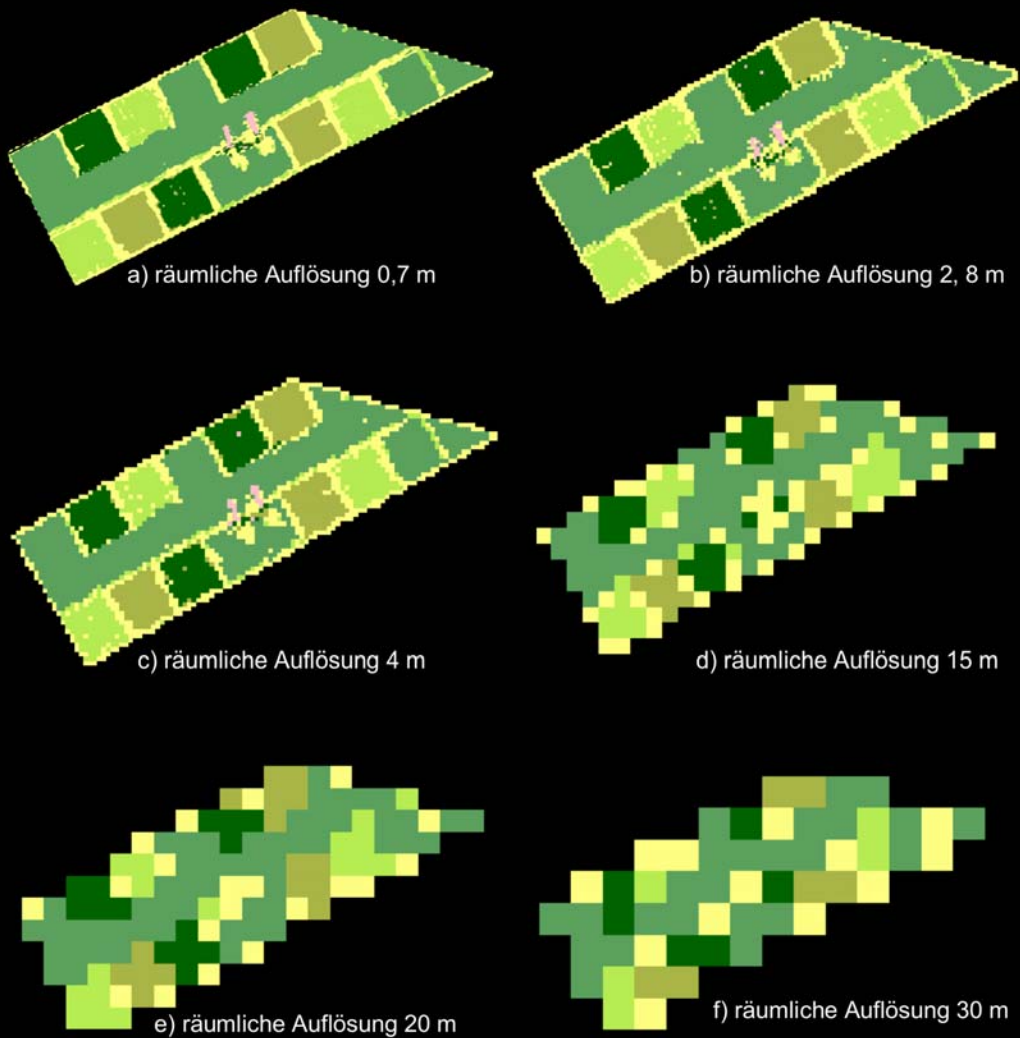 a) räumliche Auflösung 0,7 m
b) räumliche Auflösung 2, 8 m
c) räumliche Auflösung 4 m
d) räumliche Auflösung 15 m
e) räumliche Auflösung 20 m
f) räumliche Auflösung 30 m